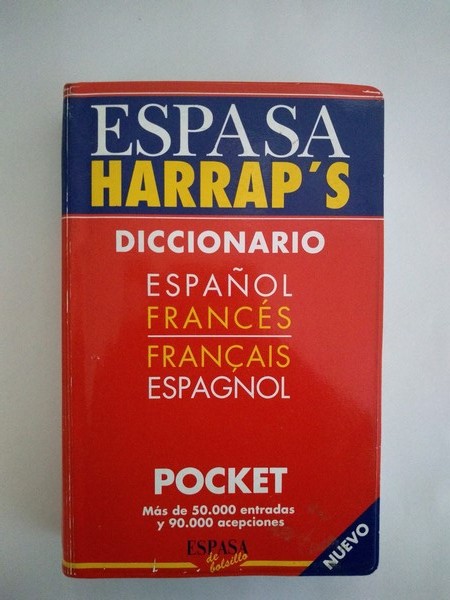 ESPASA
HARRAP'S
DICCIONARIO
ESPAÑOL
FRANCÉS
FRANÇAIS
ESPAGNOL
POCKET
Más de 50.000 entradas
y 90.000 acepciones
ESPASA
de bolsillo
NUEVO